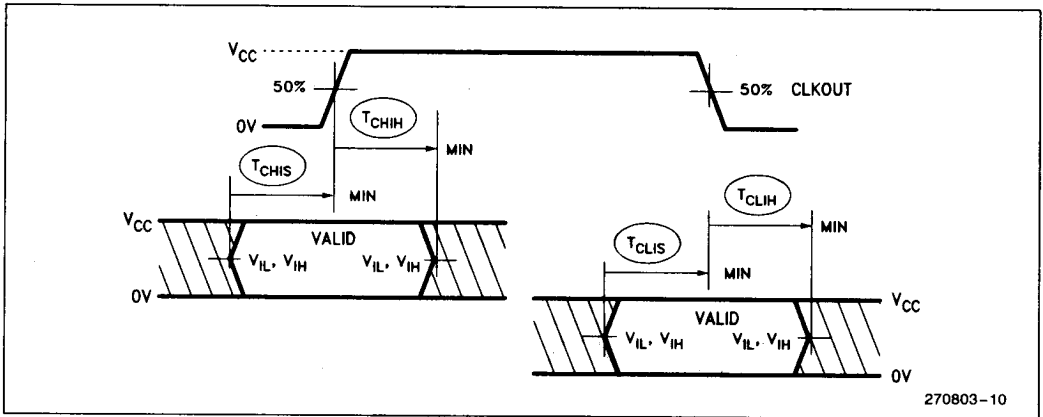 VCC
50%
50% CLKOUT
0V
TCHIH
MIN
TCHIS
MIN
TCLIH
MIN
TCLIS
MIN
VCC
VALID
VIL, VIH VIL, VIH
0V
VCC
VALID
VIL, VIH VIL, VIH
0V
270803-10